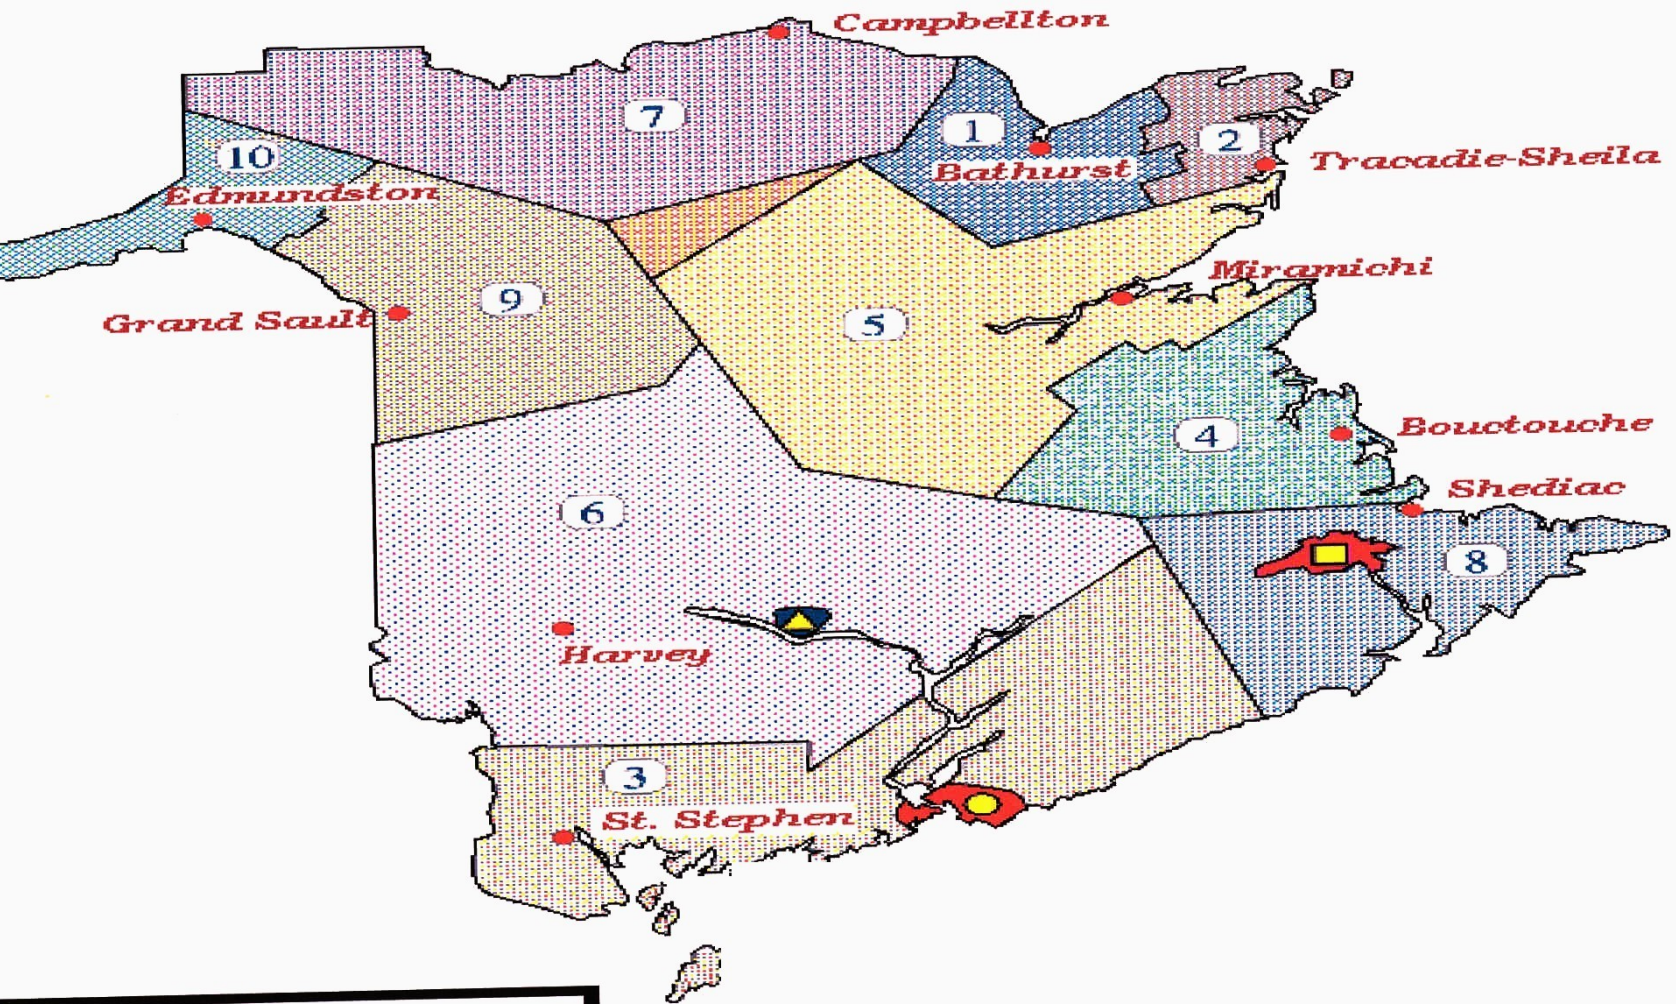 Campbellton
7
1
2
Bathurst
Tracadie-Sheila
10
Edmundston
Miramichi
9
Grand Sault
5
4
Bouctouche
Shediac
6
8
Harvey
3
St. Stephen